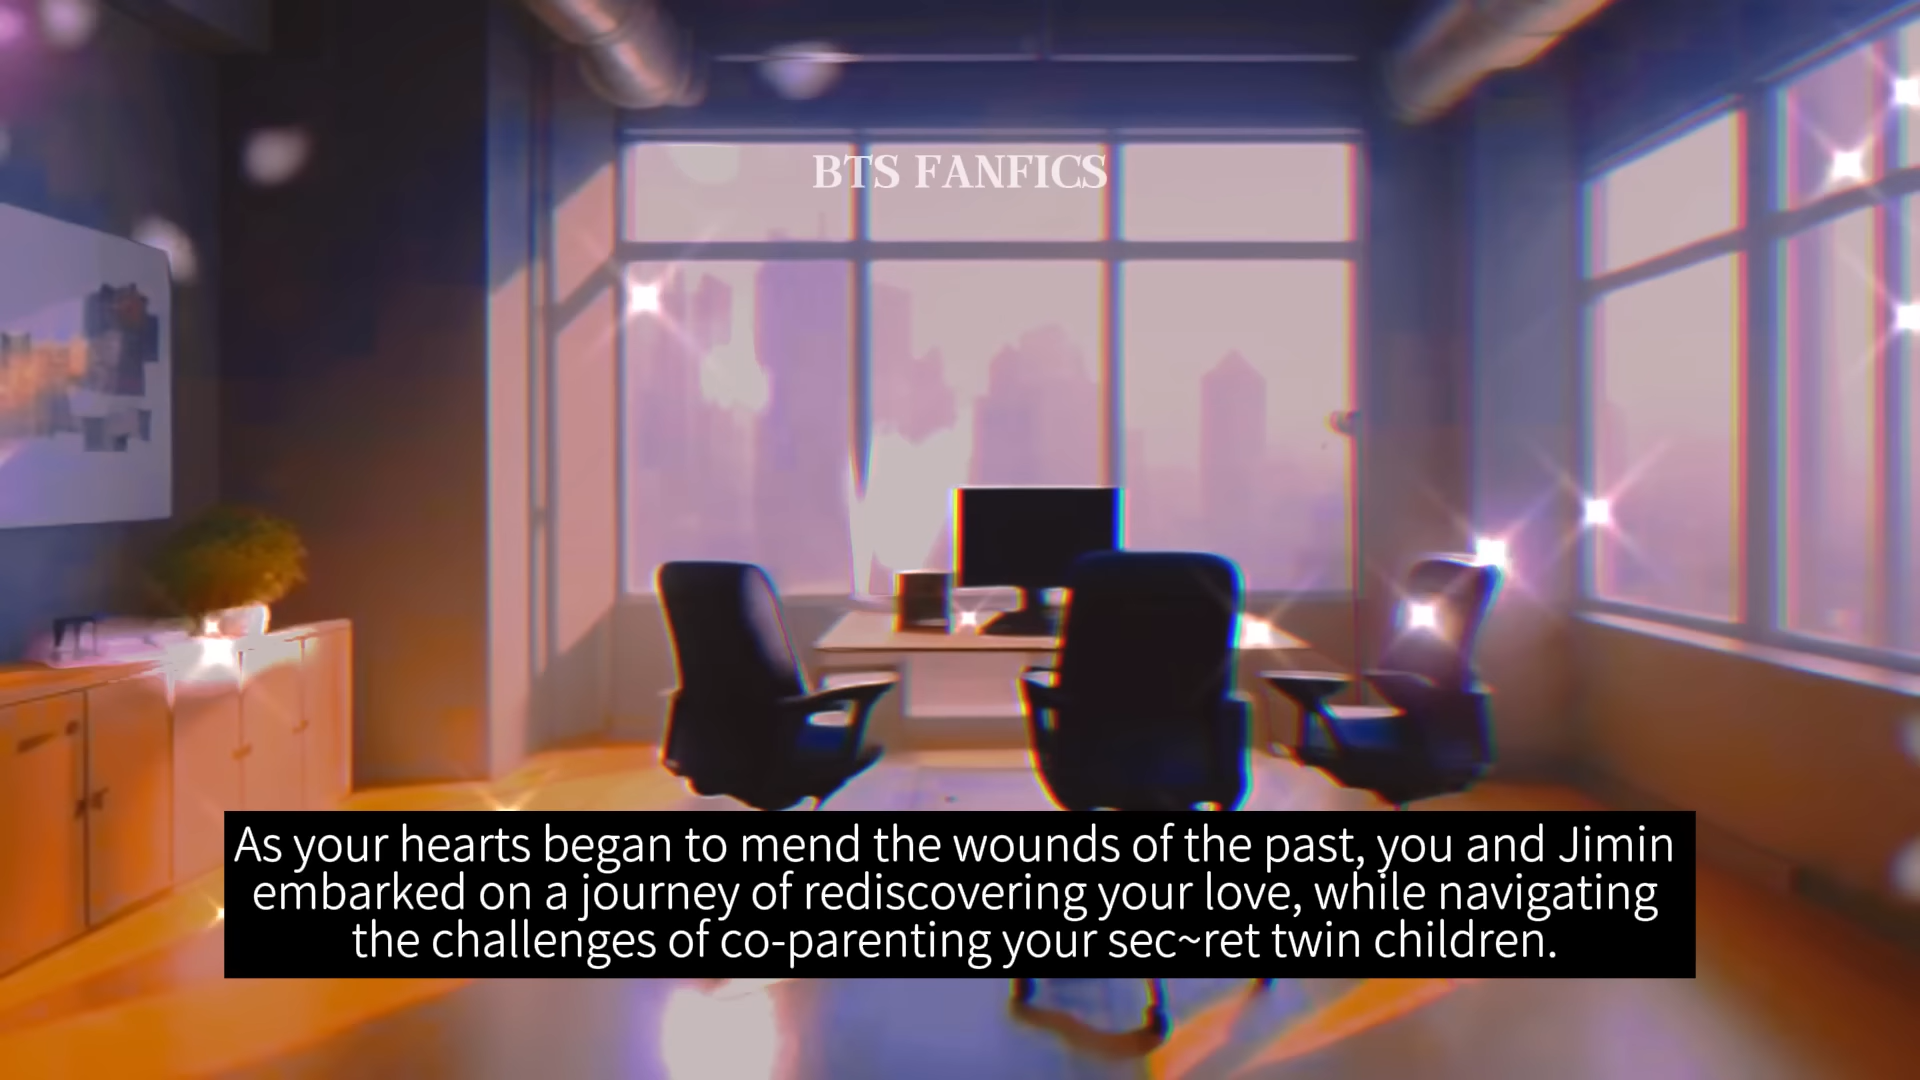 BTS FANFICS
As your hearts began to mend the wounds of the past, you and Jimin
embarked on a journey of rediscovering your love, while navigating
the challenges of co-parenting your sec~ret twin children.